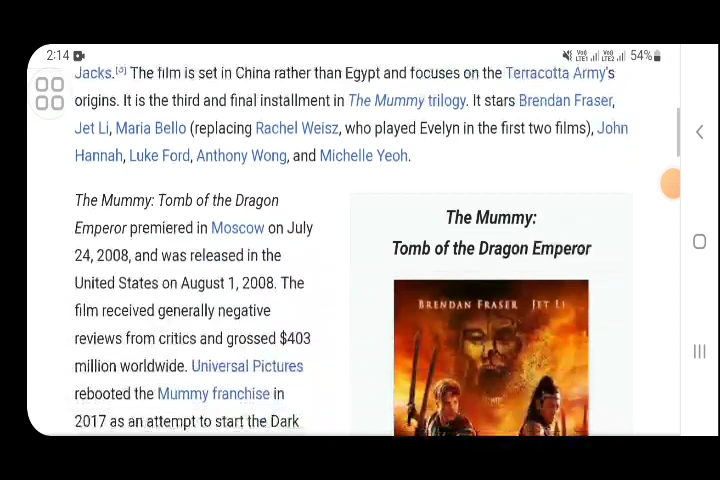 2:14
LTE1 LTE2 54%
Jacks.[3] The film is set in China rather than Egypt and focuses on the Terracotta Army's
origins. It is the third and final installment in The Mummy trilogy. It stars Brendan Fraser,
Jet Li, Maria Bello (replacing Rachel Weisz, who played Evelyn in the first two films), John
Hannah, Luke Ford, Anthony Wong, and Michelle Yeoh.
The Mummy: Tomb of the Dragon
Emperor premiered in Moscow on July
24, 2008, and was released in the
United States on August 1, 2008. The
film received generally negative
reviews from critics and grossed $403
million worldwide. Universal Pictures
rebooted the Mummy franchise in
2017 as an attempt to start the Dark
The Mummy:
Tomb of the Dragon Emperor
BRENDAN FRASER JET LI